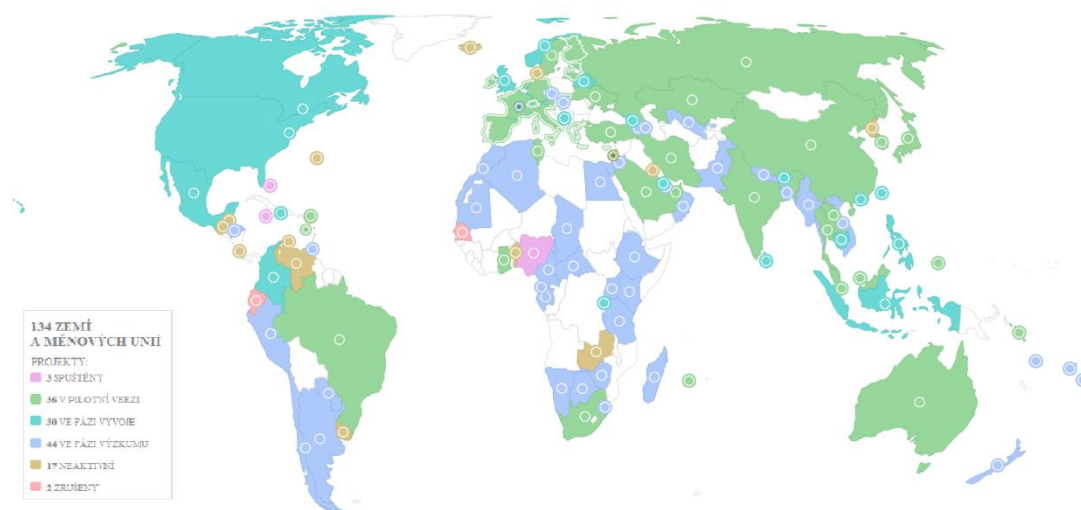 134 ZEMÍ
A MĚNOVÝCH UNIÍ
PROJEKTY:
3 SPUŠTĚNY
36 V PILOTNÍ VERZI
30 VE FÁZI VÝVOJE
44 VE FÁZI VÝZKUMU
17 NEAKTIVNÍ
2 ZRUŠENY